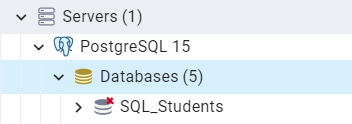 Servers (1)
PostgreSQL 15
Databases (5)
SQL_Students